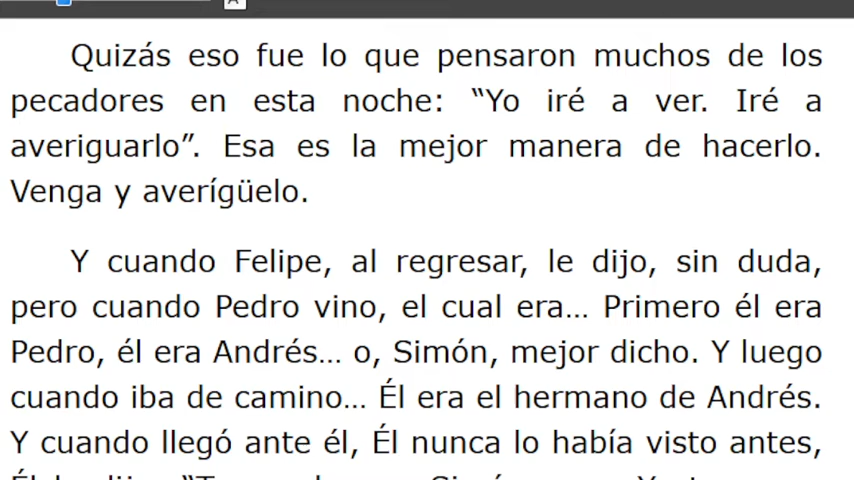 Quizás eso fue lo que pensaron muchos de los
pecadores en esta noche: “Yo iré a ver. Iré a
averiguarlo”. Esa es la mejor manera de hacerlo.
Venga y averígüelo.
Y cuando Felipe, al regresar, le dijo, sin duda,
pero cuando Pedro vino, el cual era... Primero él era
Pedro, él era Andrés... o, Simón, mejor dicho. Y luego
cuando iba de camino... Él era el hermano de Andrés.
Y cuando llegó ante él, Él nunca lo había visto antes,